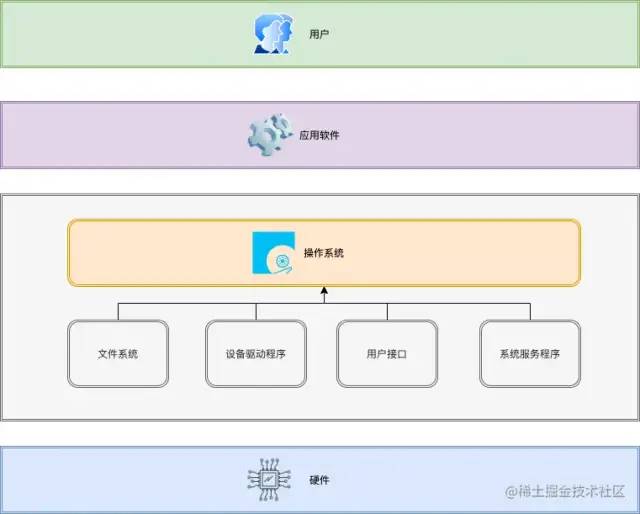 用户
应用软件
操作系统
文件系统
设备驱动程序
用户接口
系统服务程序
硬件
@稀土掘金技术社区